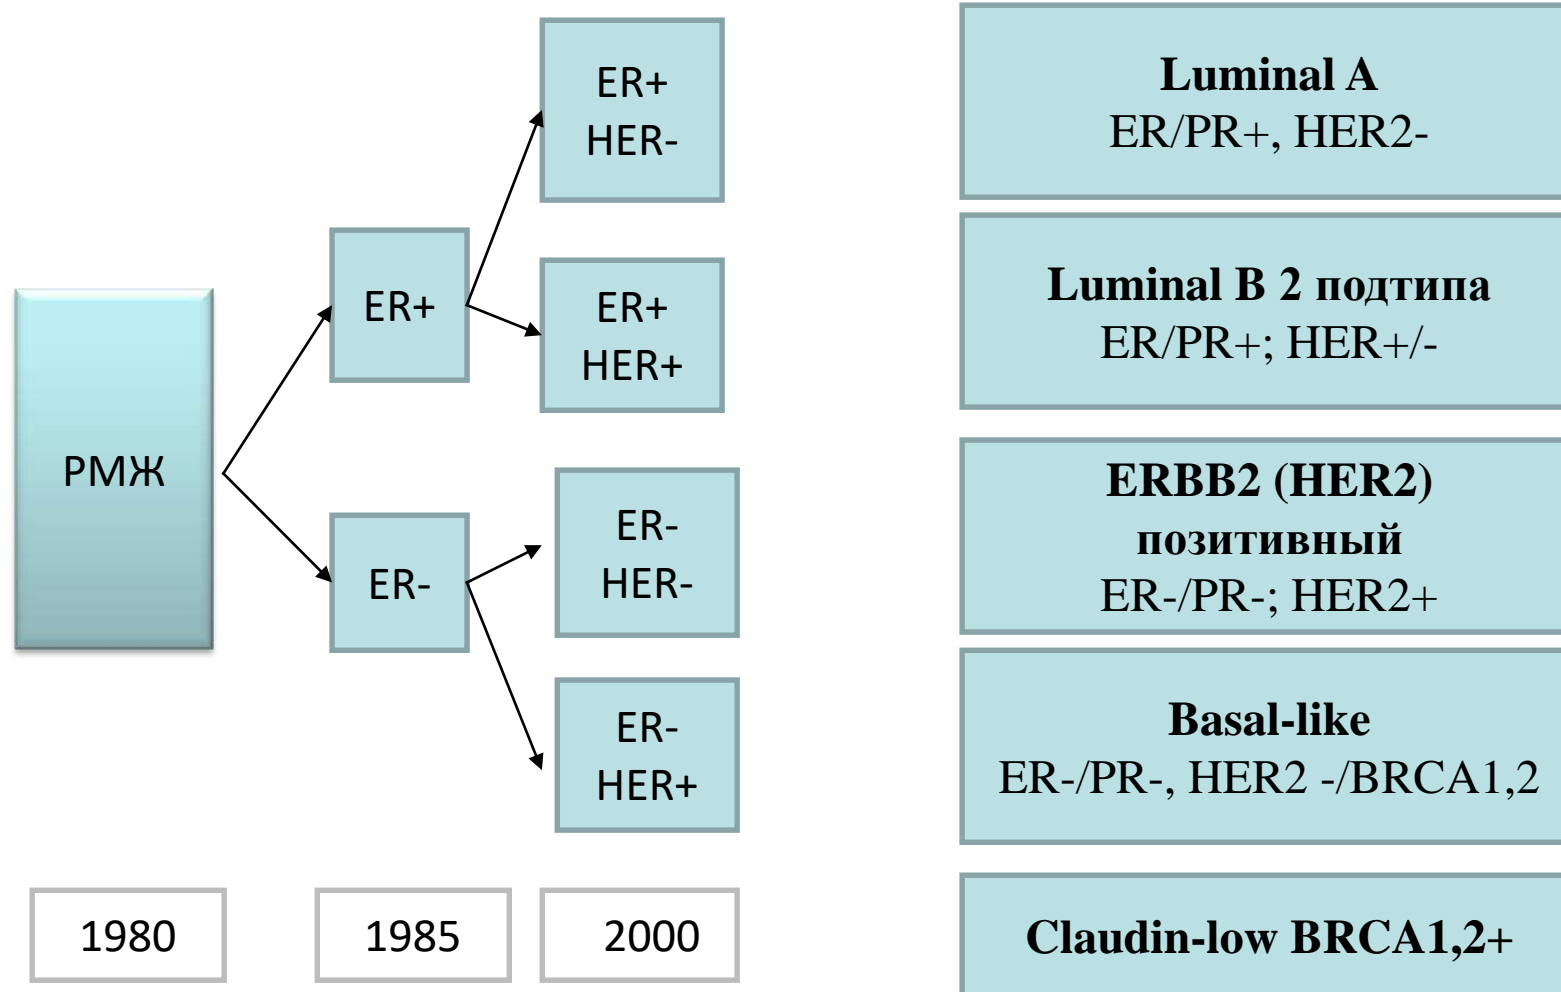 РМЖ
ER+
ER-
ER+
HER-
ER+
HER+
ER-
HER-
ER-
HER+
1980
1985
2000
Luminal A
ER/PR+, HER2-
Luminal B 2 подтипа
ER/PR+; HER+/-
ERBB2 (HER2)
позитивный
ER-/PR-; HER2+
Basal-like
ER-/PR-, HER2 -/BRCA1,2
Claudin-low BRCA1,2+